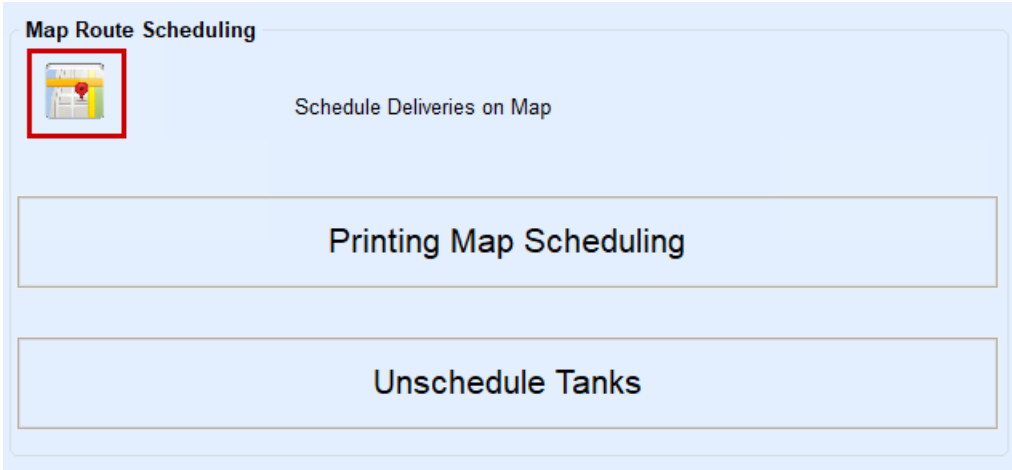 Map Route Scheduling
Schedule Deliveries on Map
Printing Map Scheduling
Unschedule Tanks